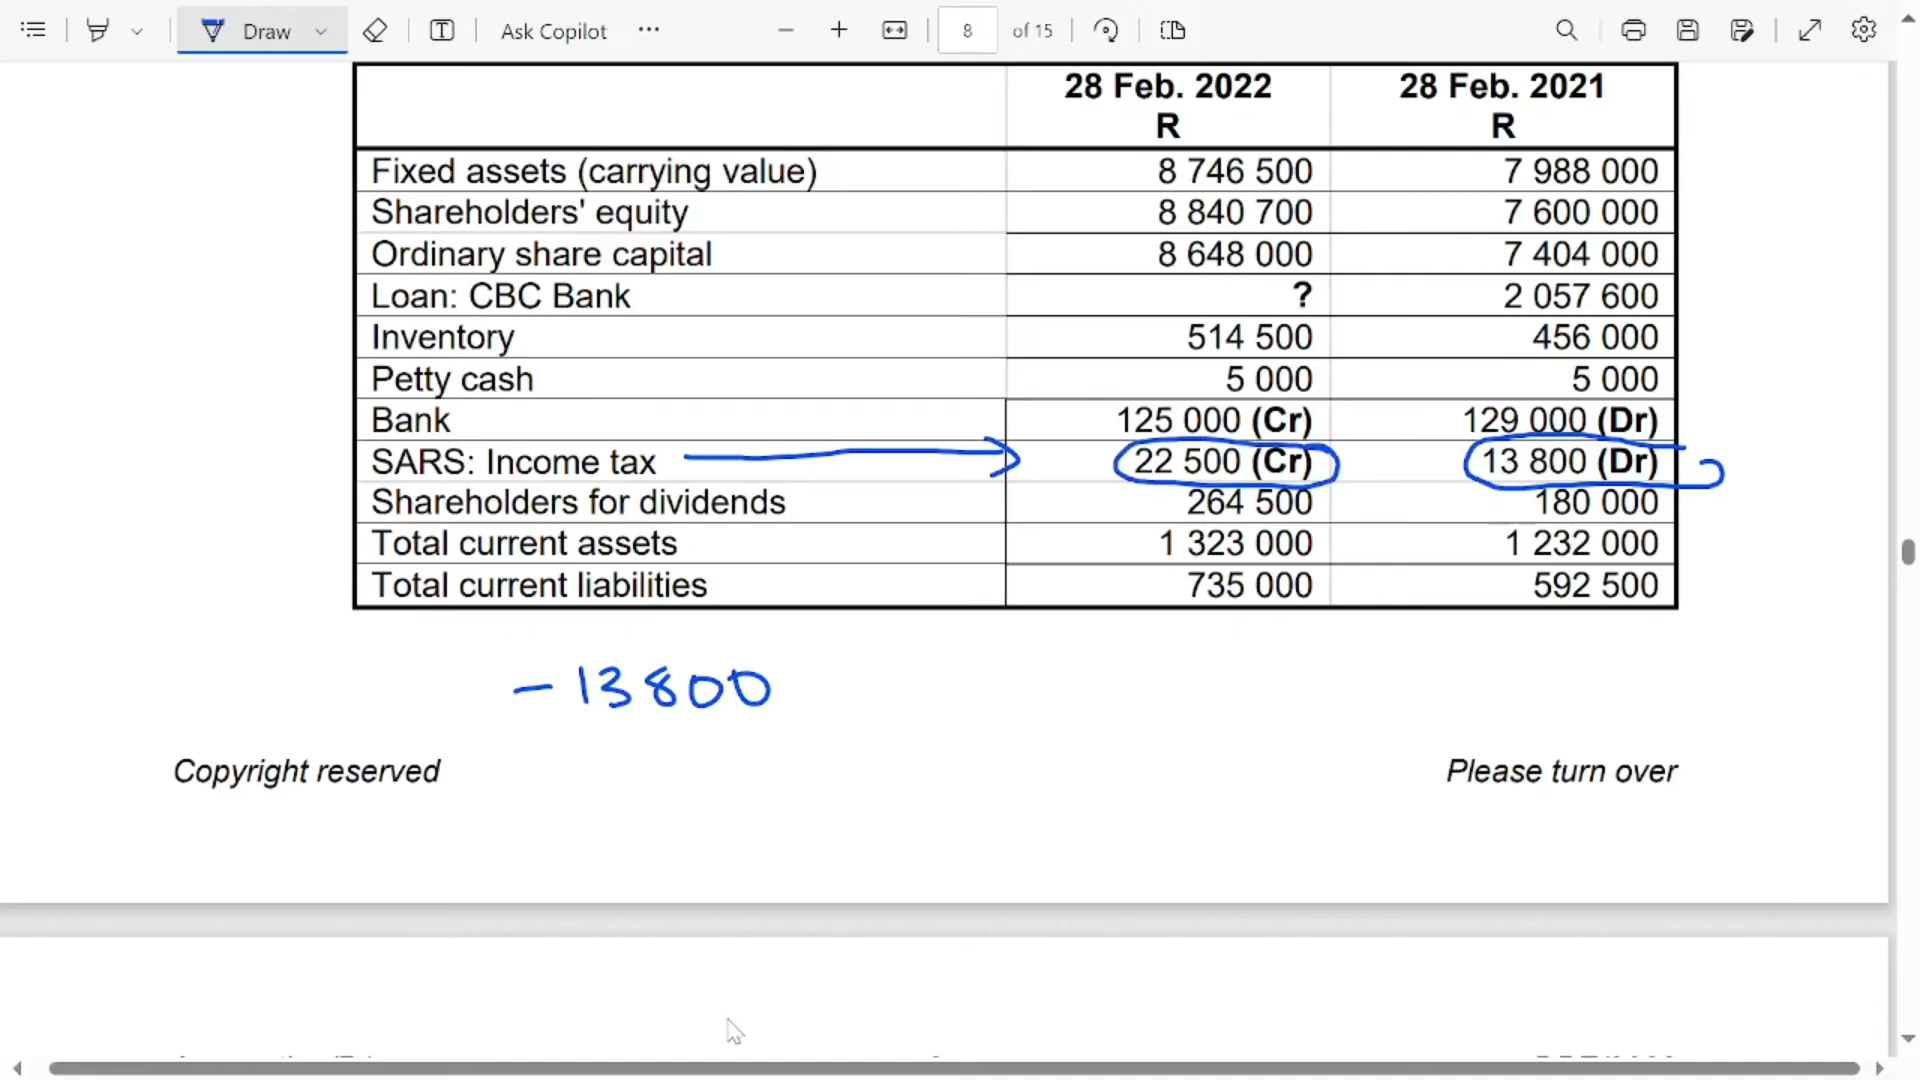 Draw
Ask Copilot
8 of 15
28 Feb. 2022 28 Feb. 2021
R R
Fixed assets (carrying value) 8 746 500 7 988 000
Shareholders' equity 8 840 700 7 600 000
Ordinary share capital 8 648 000 7 404 000
Loan: CBC Bank ? 2 057 600
Inventory 514 500 456 000
Petty cash 5 000 5 000
Bank 125 000 (Cr) 129 000 (Dr)
SARS: Income tax 22 500 (Cr) 13 800 (Dr)
Shareholders for dividends 264 500 180 000
Total current assets 1 323 000 1 232 000
Total current liabilities 735 000 592 500
- 13 800
Copyright reserved Please turn over